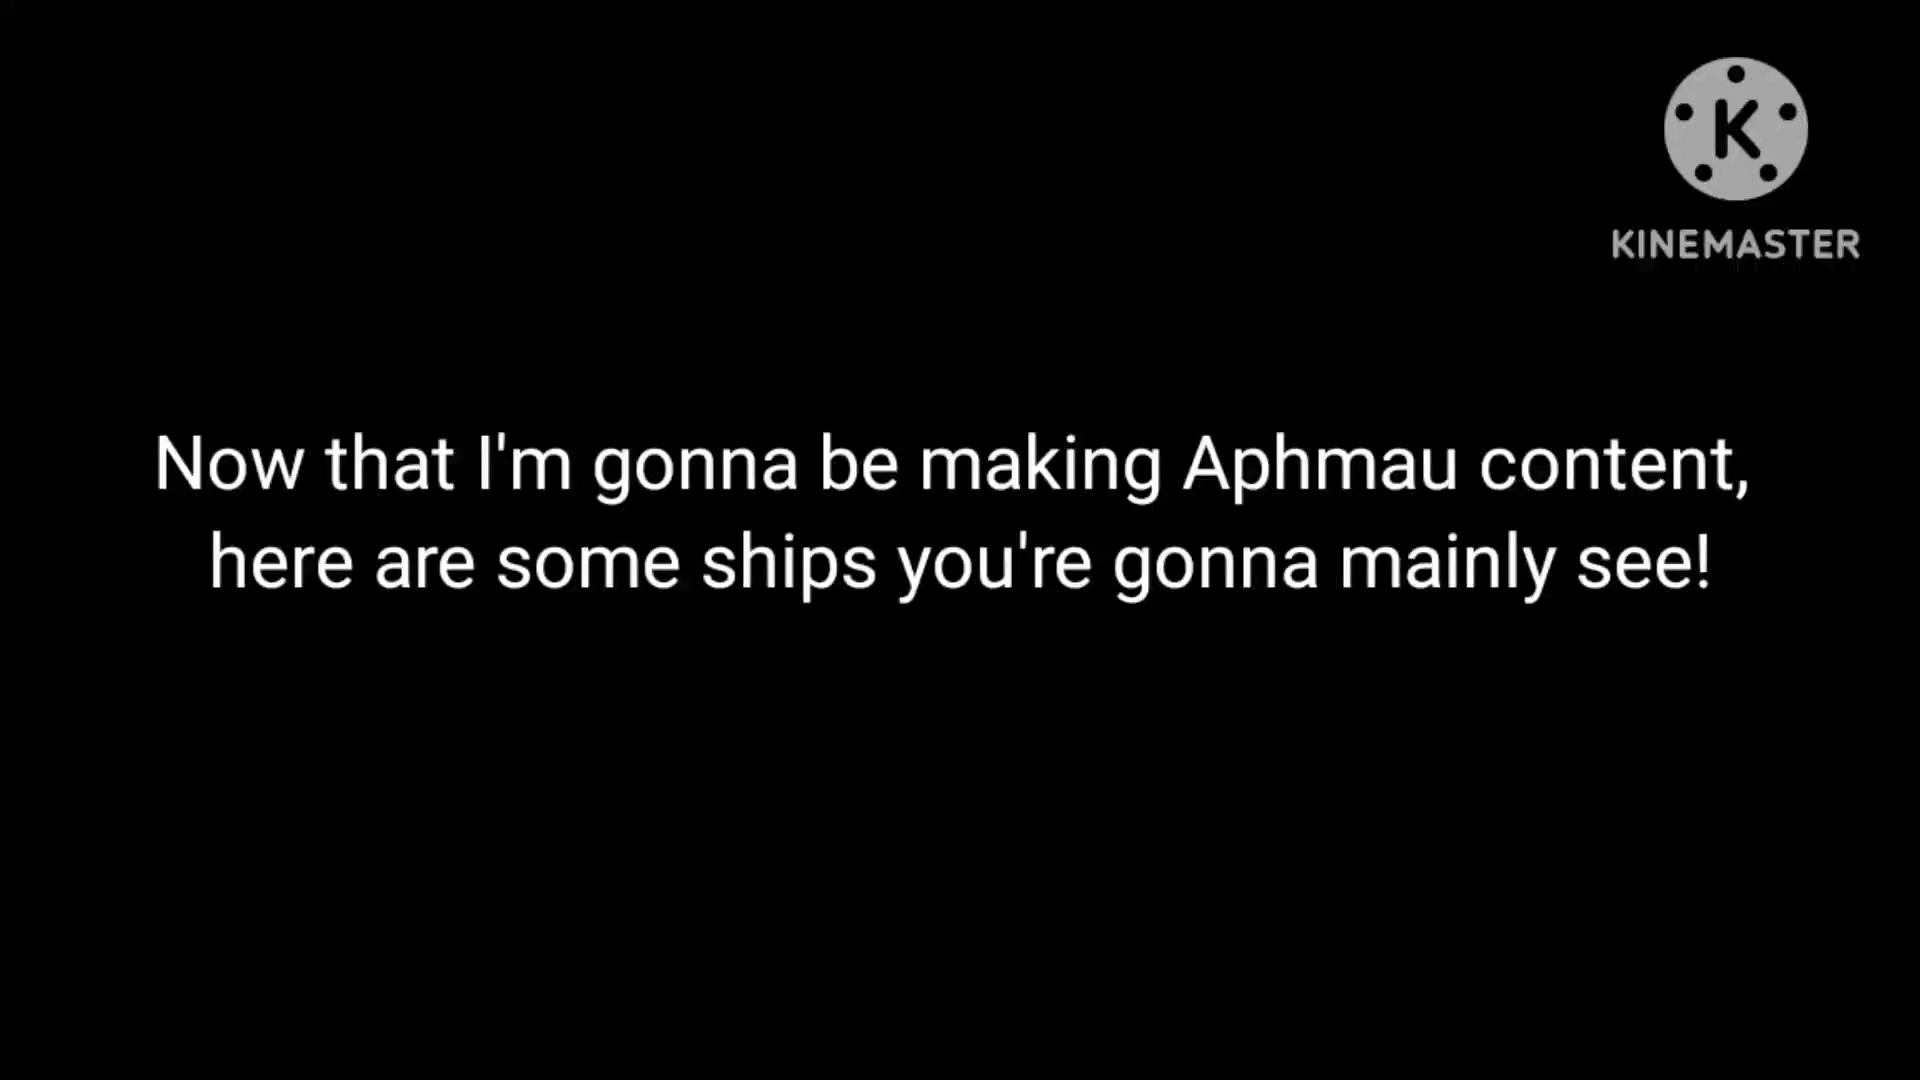 K
KINEMASTER
Now that I'm gonna be making Aphmau content,
here are some ships you're gonna mainly see!